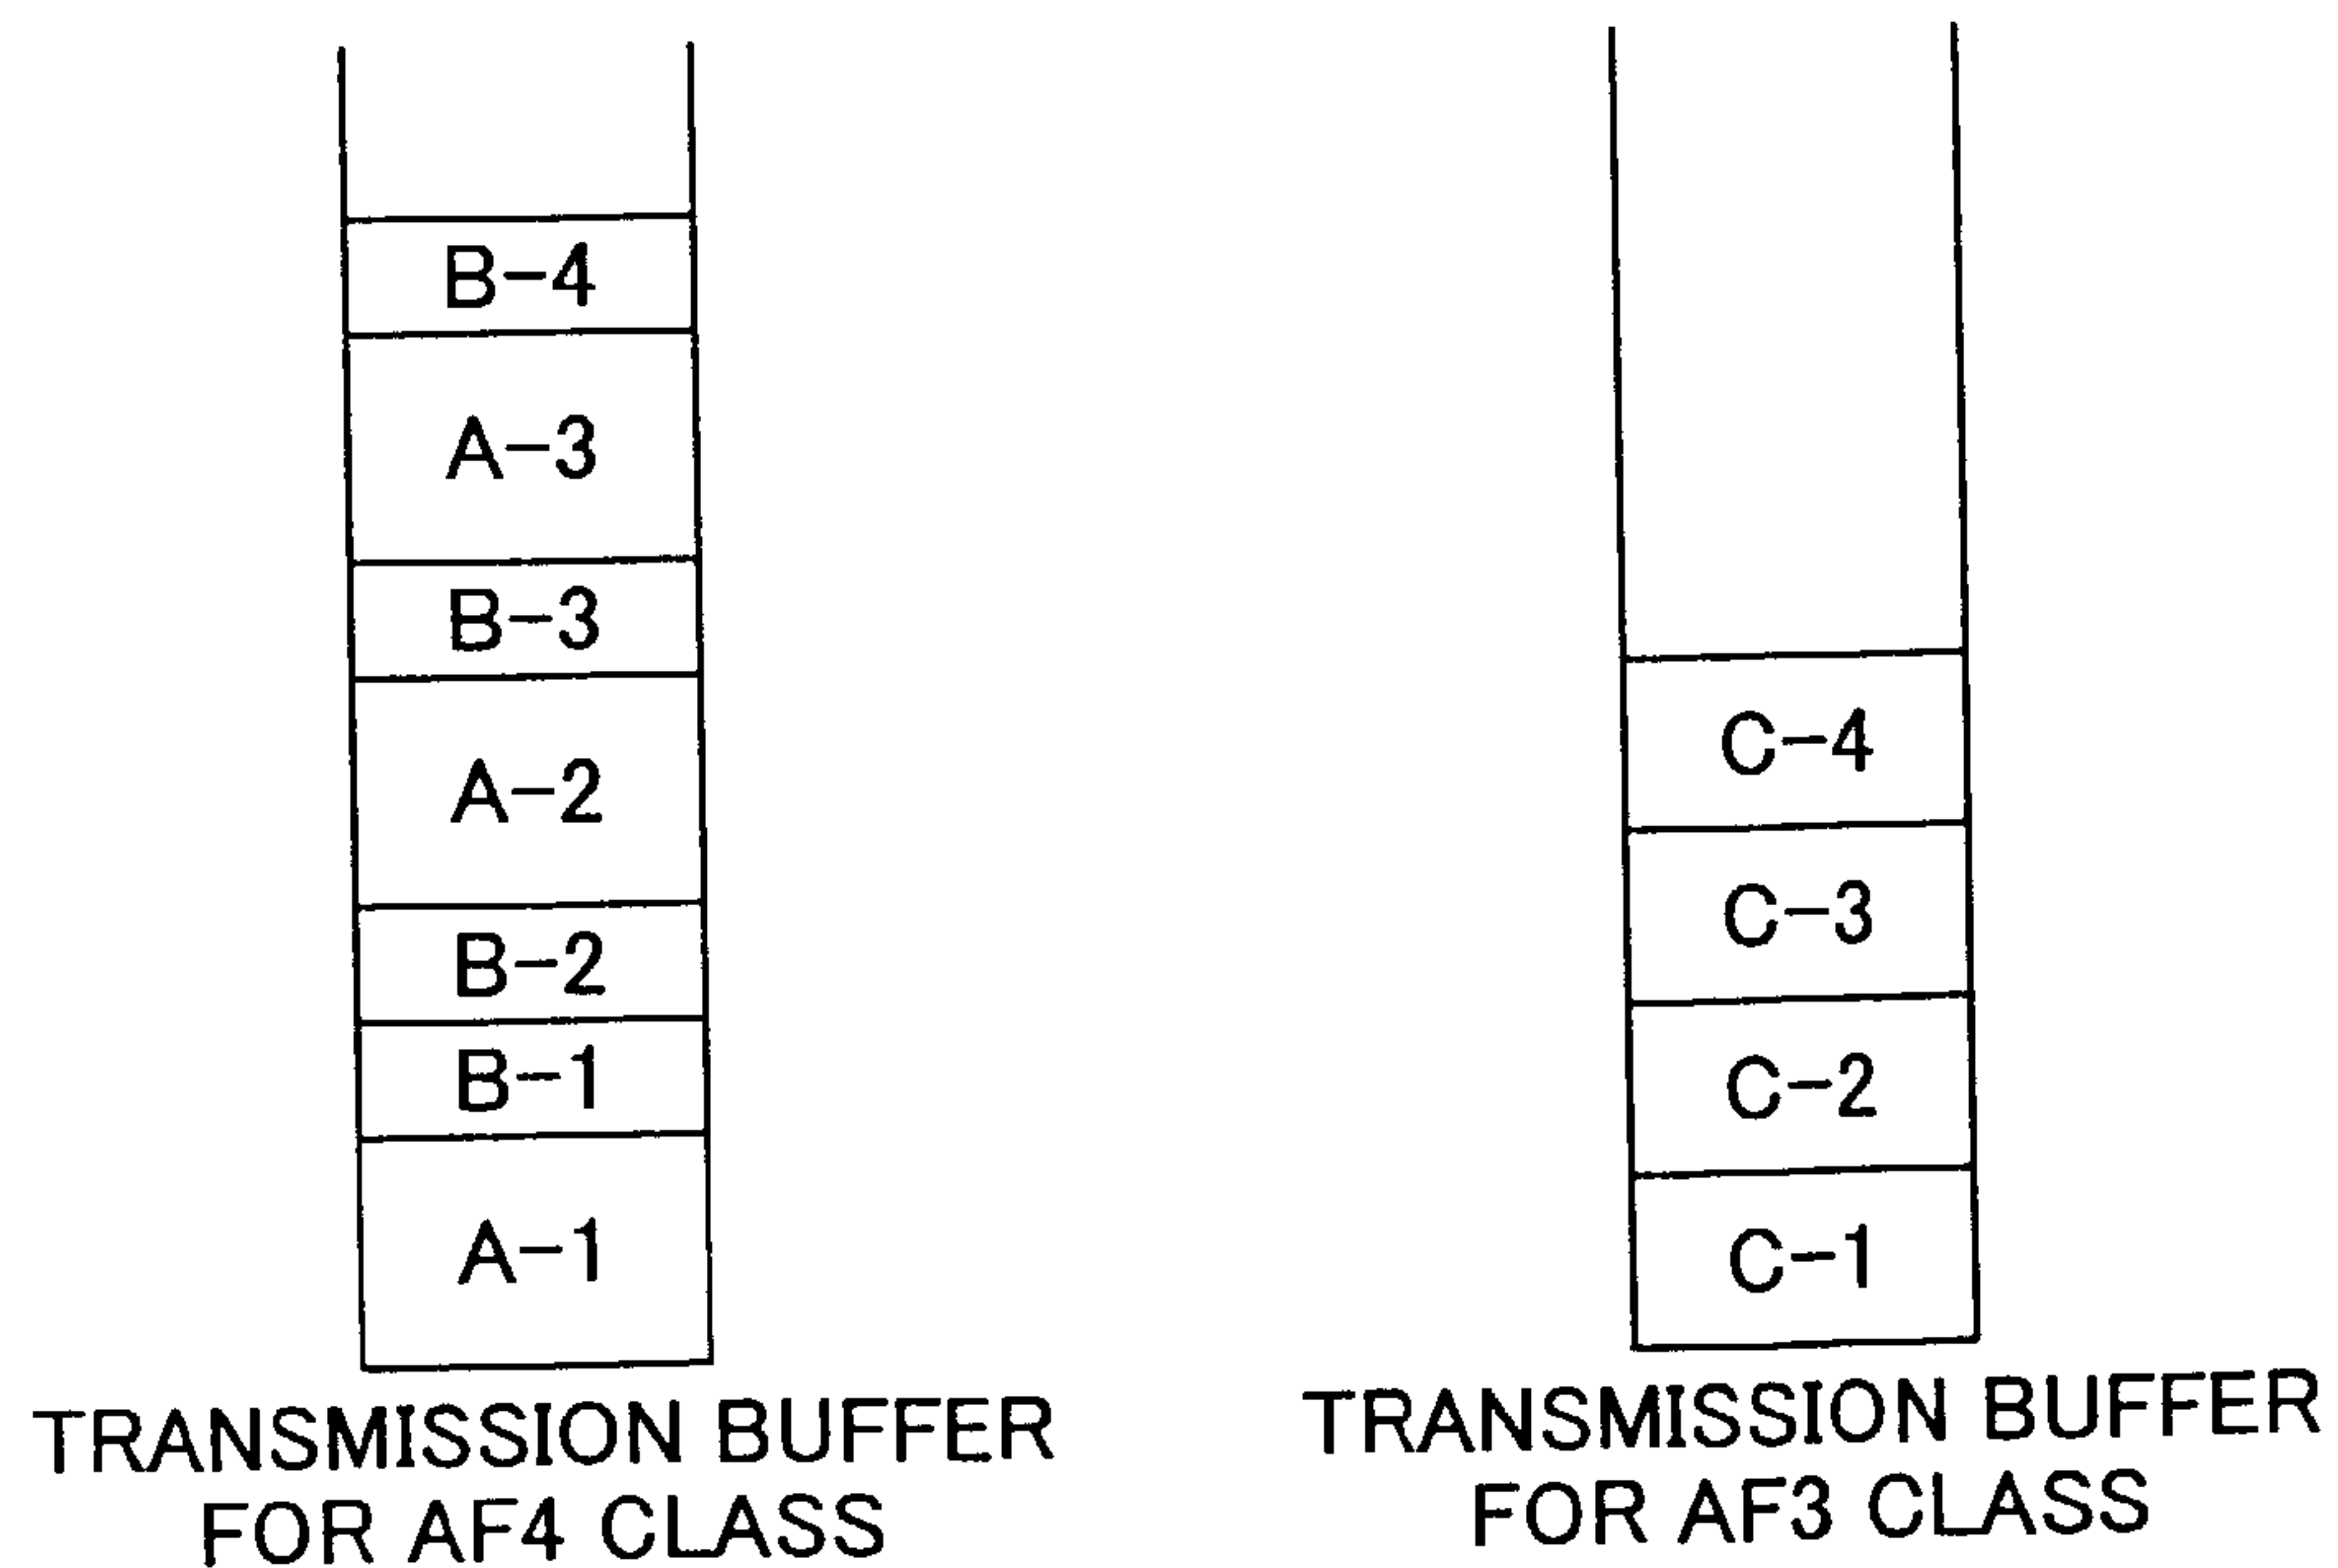 B-4
A-3
B-3
A-2
B-2
B-1
A-1
TRANSMISSION BUFFER
FOR AF4 CLASS
C-4
C-3
C-2
C-1
TRANSMISSION BUFFER
FOR AF3 CLASS